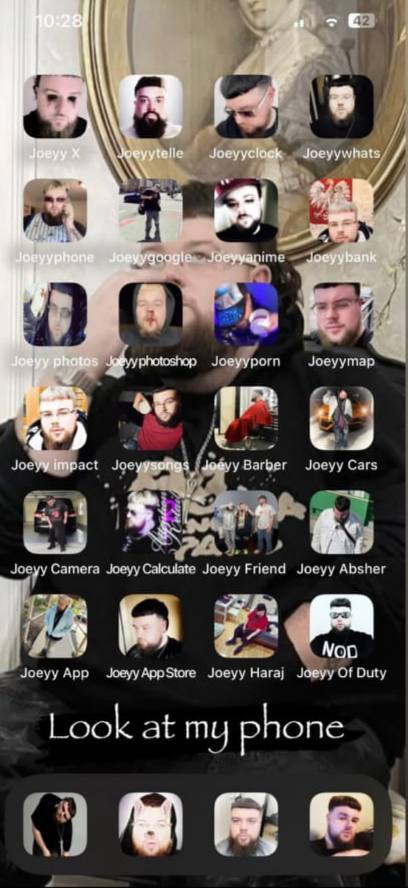 10:28
42
Joeyy X Joeyytelle Joeyyclock Joeyywhats
Joeyyphone Joeyygoogle Joeyyanime Joeyybank
Joeyy photos Joeyyphotoshop Joeyyporn Joeyymap
Joeyy impact Joeyysongs Joeyy Barber Joeyy Cars
Joeyy Camera Joeyy Calculate Joeyy Friend Joeyy Absher
NOD
Joeyy App Joeyy App Store Joeyy Haraj Joeyy Of Duty
Look at my phone